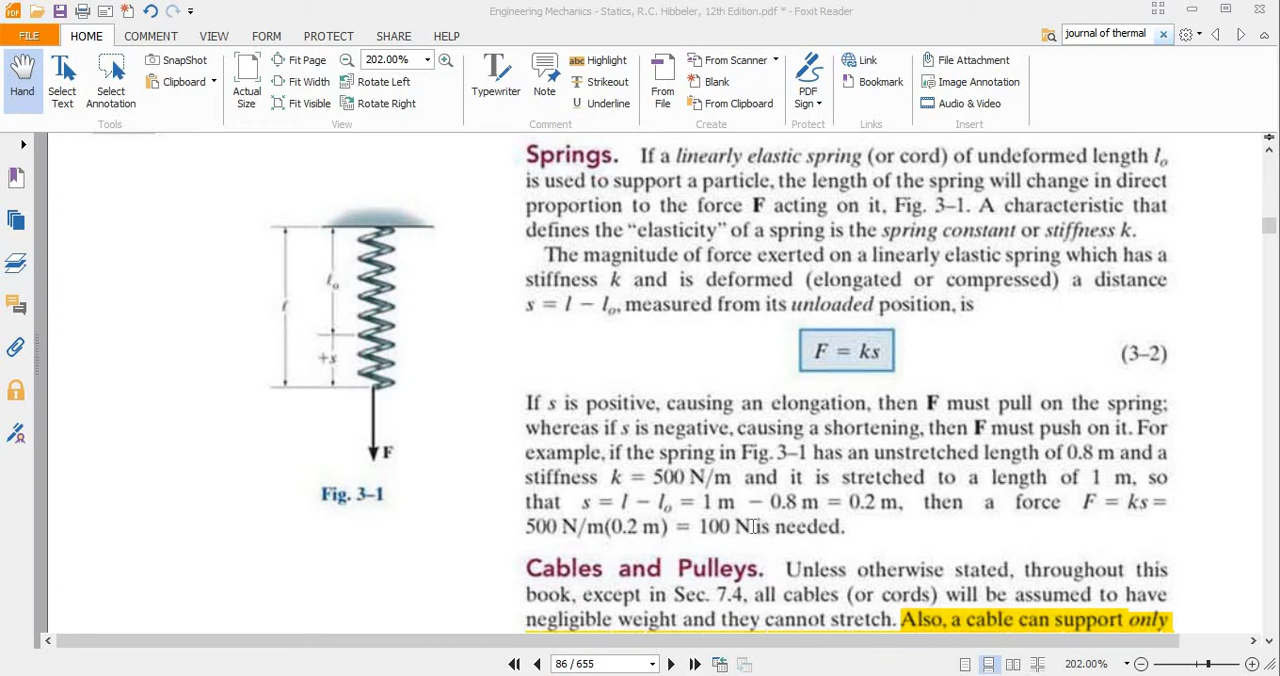 Engineering Mechanics - Statics, R.C. Hibbeler, 12th Edition.pdf * - Foxit Reader
FILE HOME COMMENT VIEW FORM PROTECT SHARE HELP journal of thermal
Hand
Select Text
Select Annotation
SnapShot
Clipboard
Tools
Actual Size
Fit Page
Fit Width
Fit Visible
202.00%
Rotate Left
Rotate Right
View
Typewriter
Note
Highlight
Strikeout
Underline
Comment
From File
From Scanner
Blank
From Clipboard
Create
PDF Sign
Protect
Link
Bookmark
Links
File Attachment
Image Annotation
Audio & Video
Insert
l
lo
+s
F
Fig. 3–1
Springs. If a linearly elastic spring (or cord) of undeformed length lo
is used to support a particle, the length of the spring will change in direct
proportion to the force F acting on it, Fig. 3–1. A characteristic that
defines the “elasticity” of a spring is the spring constant or stiffness k.
The magnitude of force exerted on a linearly elastic spring which has a
stiffness k and is deformed (elongated or compressed) a distance
s = l − lo, measured from its unloaded position, is
F = ks (3–2)
If s is positive, causing an elongation, then F must pull on the spring;
whereas if s is negative, causing a shortening, then F must push on it. For
example, if the spring in Fig. 3–1 has an unstretched length of 0.8 m and a
stiffness k = 500 N/m and it is stretched to a length of 1 m, so
that s = l − lo = 1 m − 0.8 m = 0.2 m, then a force F = ks =
500 N/m(0.2 m) = 100 N is needed.
Cables and Pulleys. Unless otherwise stated, throughout this
book, except in Sec. 7.4, all cables (or cords) will be assumed to have
negligible weight and they cannot stretch. Also, a cable can support only
86 / 655
202.00%